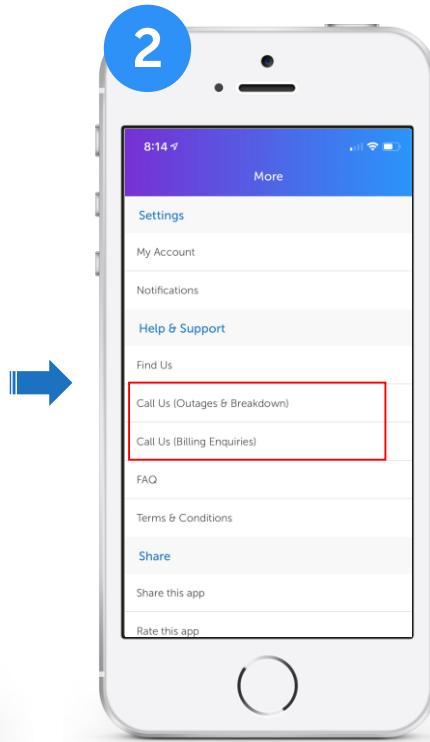 2
8:14
More
Settings
My Account
Notifications
Help & Support
Find Us
Call Us (Outages & Breakdown)
Call Us (Billing Enquiries)
FAQ
Terms & Conditions
Share
Share this app
Rate this app